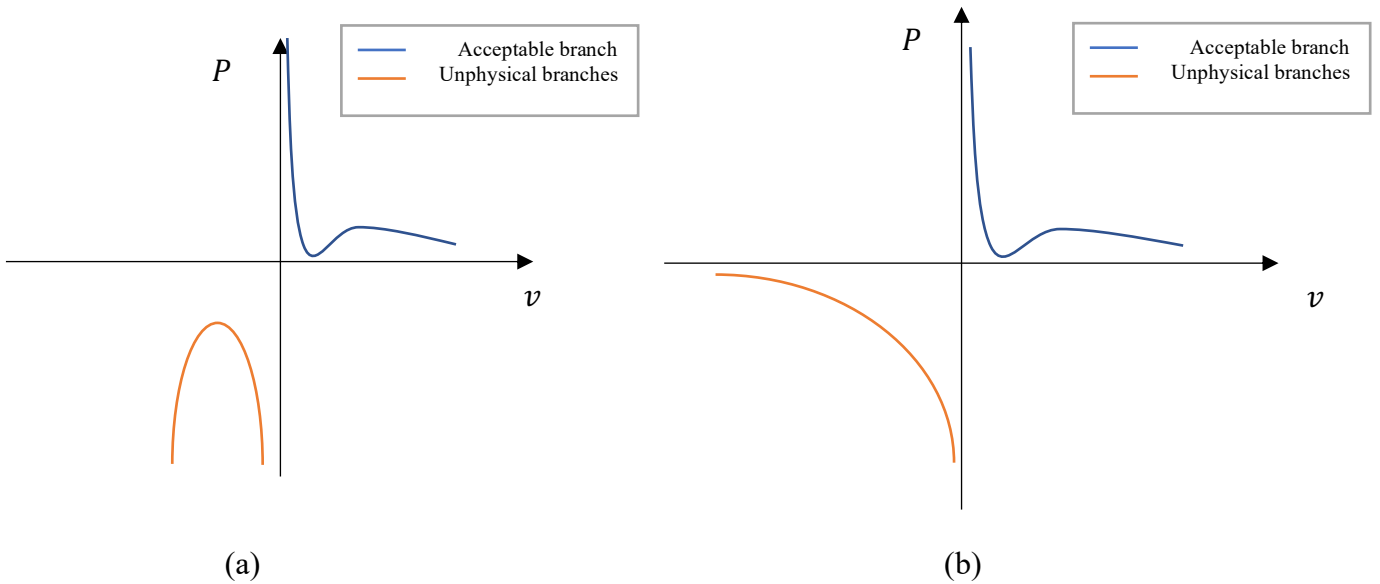 P
Acceptable branch
Unphysical branches
v
(a)
P
Acceptable branch
Unphysical branches
v
(b)